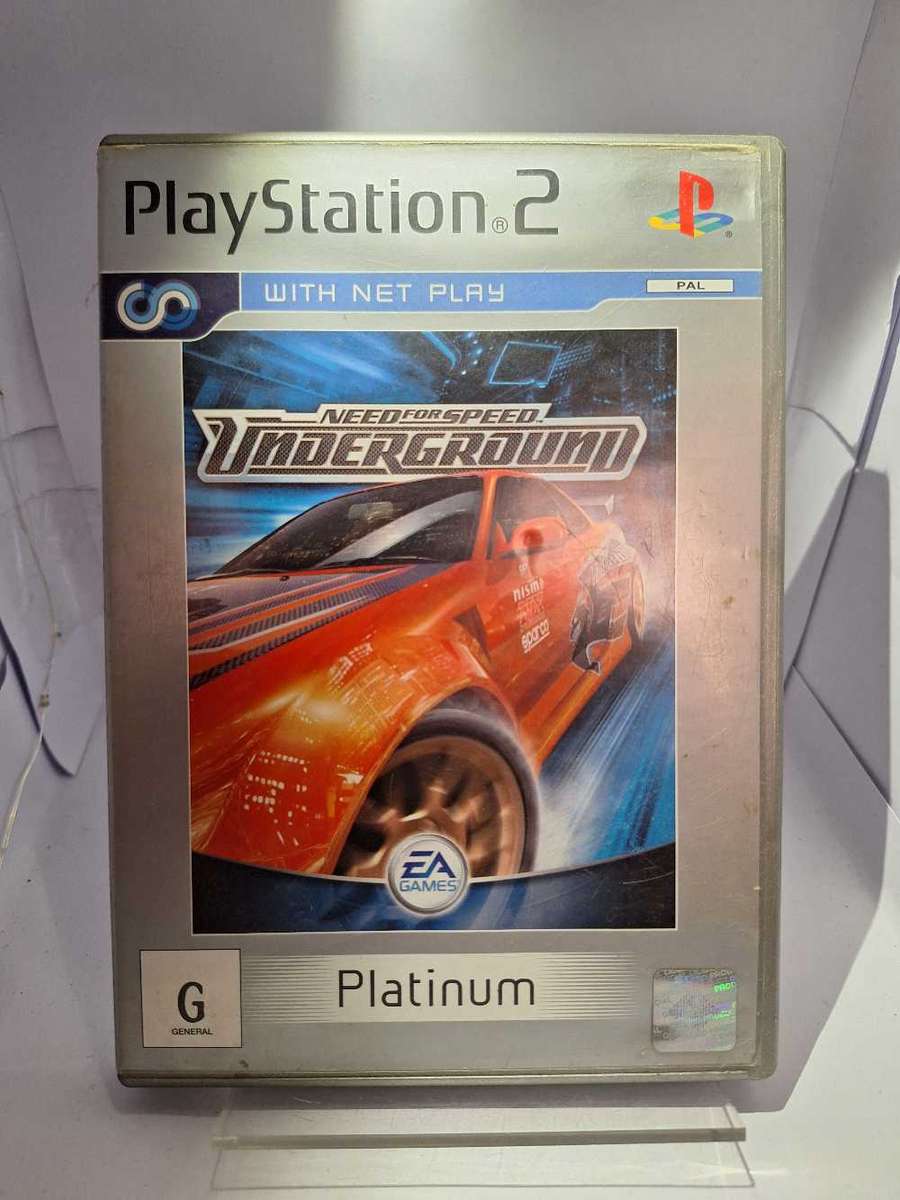 PlayStation®2
WITH NET PLAY
PAL
NEED FOR SPEED
UNDERGROUND
nismo
sparco
EA
GAMES
G
GENERAL
Platinum